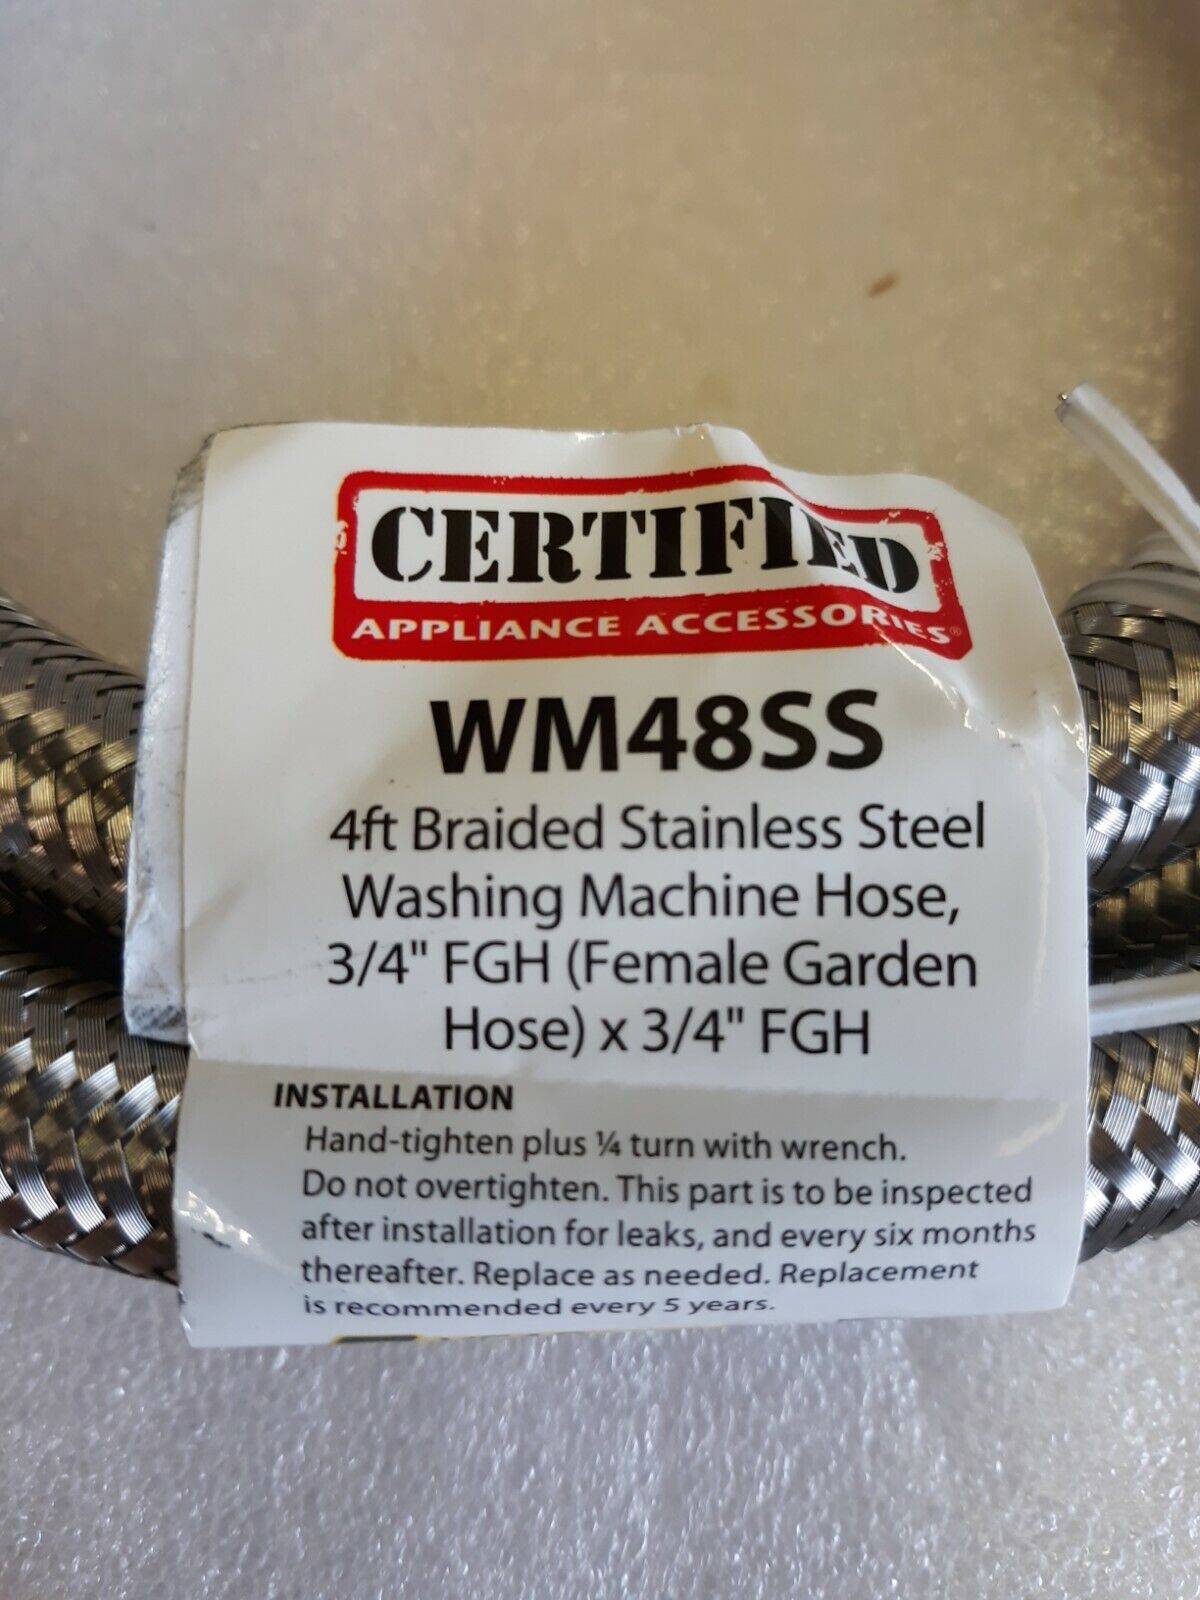 CERTIFIED
APPLIANCE ACCESSORIES®
WM48SS
4ft Braided Stainless Steel
Washing Machine Hose,
3/4" FGH (Female Garden
Hose) x 3/4" FGH
INSTALLATION
Hand-tighten plus ¼ turn with wrench.
Do not overtighten. This part is to be inspected
after installation for leaks, and every six months
thereafter. Replace as needed. Replacement
is recommended every 5 years.